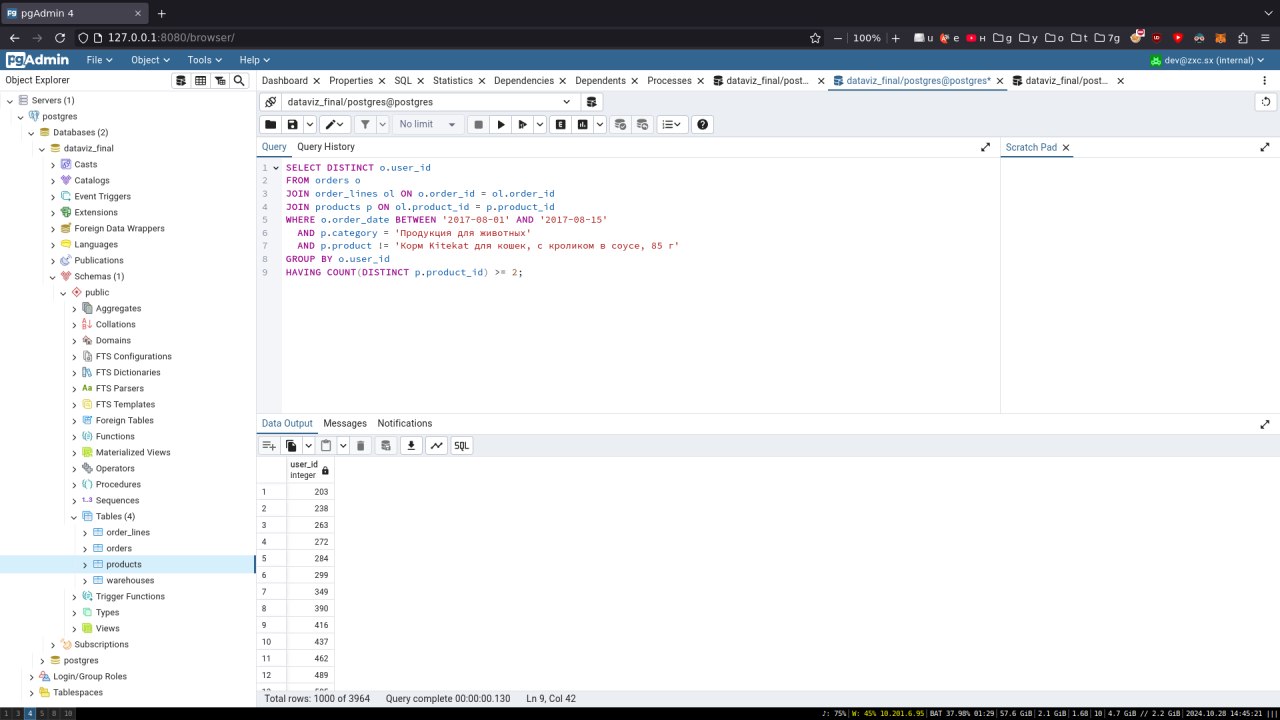 pgAdmin 4
127.0.0.1:8080/browser/
100%
u
e
н
g
y
o
t
7g
pgAdmin
File
Object
Tools
Help
dev@zxc.sx (internal)
Object Explorer
Dashboard
Properties
SQL
Statistics
Dependencies
Dependents
Processes
dataviz_final/post...
dataviz_final/postgres@postgres*
dataviz_final/post...
Servers (1)
postgres
Databases (2)
dataviz_final
Casts
Catalogs
Event Triggers
Extensions
Foreign Data Wrappers
Languages
Publications
Schemas (1)
public
Aggregates
Collations
Domains
FTS Configurations
FTS Dictionaries
Aa FTS Parsers
FTS Templates
Foreign Tables
Functions
Materialized Views
Operators
Procedures
1..3 Sequences
Tables (4)
order_lines
orders
products
warehouses
Trigger Functions
Types
Views
Subscriptions
postgres
Login/Group Roles
Tablespaces
dataviz_final/postgres@postgres
No limit
Query
Query History
Scratch Pad
1 SELECT DISTINCT o.user_id
2 FROM orders o
3 JOIN order_lines ol ON o.order_id = ol.order_id
4 JOIN products p ON ol.product_id = p.product_id
5 WHERE o.order_date BETWEEN '2017-08-01' AND '2017-08-15'
6 AND p.category = 'Продукция для животных'
7 AND p.product != 'Корм Kitekat для кошек, с кроликом в соусе, 85 г'
8 GROUP BY o.user_id
9 HAVING COUNT(DISTINCT p.product_id) >= 2;
Data Output
Messages
Notifications
SQL
user_id
integer
1 203
2 238
3 263
4 272
5 284
6 299
7 349
8 390
9 416
10 437
11 462
12 489
Total rows: 1000 of 3964
Query complete 00:00:00.130
Ln 9, Col 42
1 3 4 5 8 10
♪: 75% | W: 45% 10.201.6.95 | BAT 37.98% 01:29 | 57.6 GiB | 2.1 GiB | 1.68 | 10 | 4.7 GiB // 2.2 GiB | 2024.10.28 14:45:21